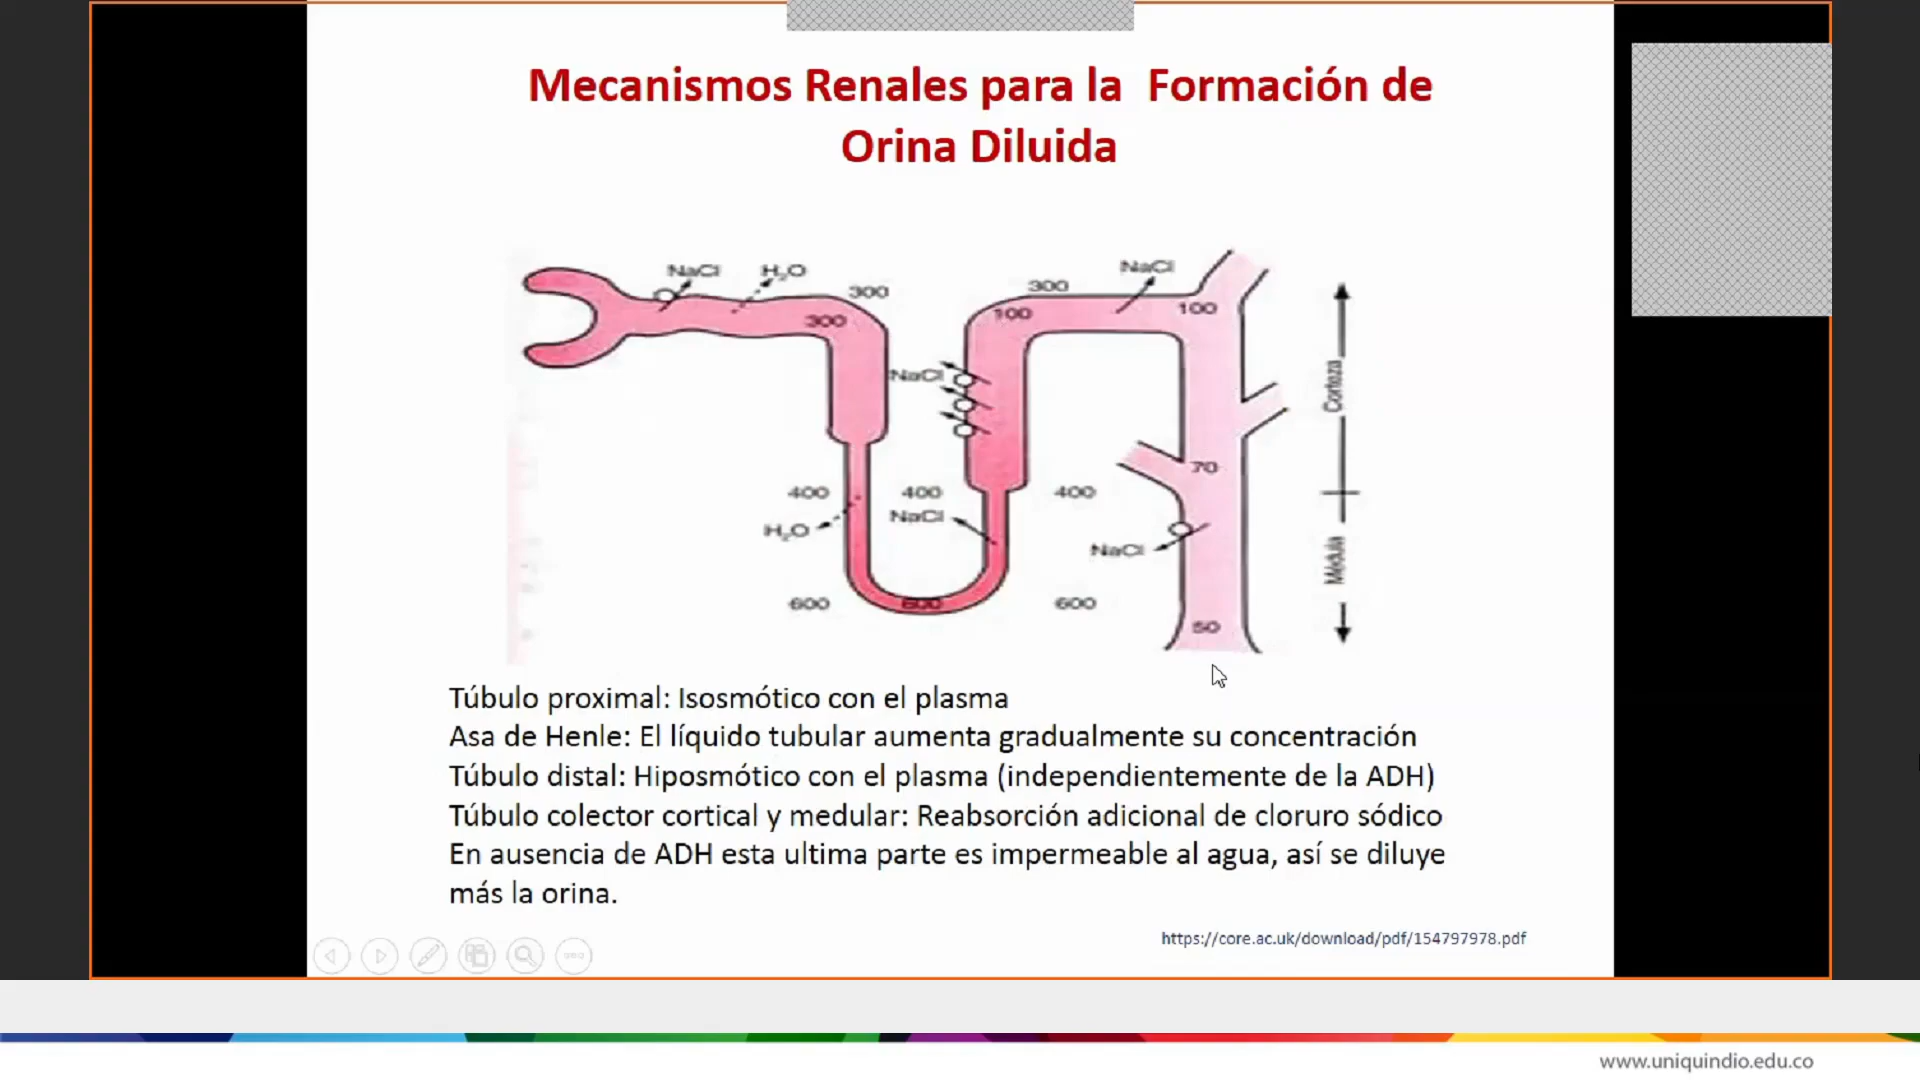 Mecanismos Renales para la Formación de
Orina Diluida
NaCl
H₂O
300
300
300
100
NaCl
100
NaCl
Corteza
70
400
400
400
H₂O
NaCl
NaCl
Médula
600
600
600
50
Túbulo proximal: Isosmótico con el plasma
Asa de Henle: El líquido tubular aumenta gradualmente su concentración
Túbulo distal: Hiposmótico con el plasma (independientemente de la ADH)
Túbulo colector cortical y medular: Reabsorción adicional de cloruro sódico
En ausencia de ADH esta ultima parte es impermeable al agua, así se diluye
más la orina.
https://core.ac.uk/download/pdf/154797978.pdf
www.uniquindio.edu.co